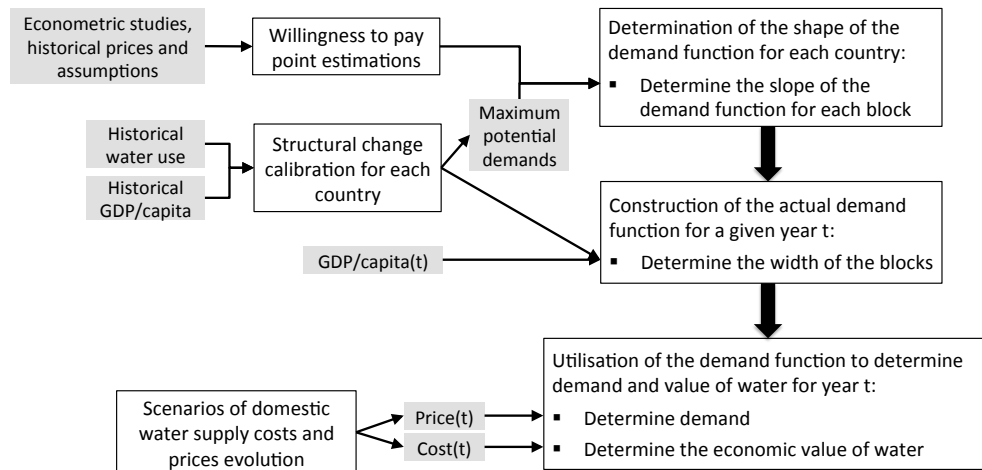 Econometric studies,
historical prices and
assumptions
Willingness to pay
point estimations
Determination of the shape of
the demand function for each
country:
▪ Determine the slope of the
demand function for each block
Maximum
potential
demands
Historical
water use
Historical
GDP/capita
Structural change
calibration for each
country
Construction of the actual demand
function for a given year t:
▪ Determine the width of the blocks
GDP/capita(t)
Utilisation of the demand function to determine
demand and value of water for year t:
▪ Determine demand
▪ Determine the economic value of water
Scenarios of domestic
water supply costs and
prices evolution
Price(t)
Cost(t)